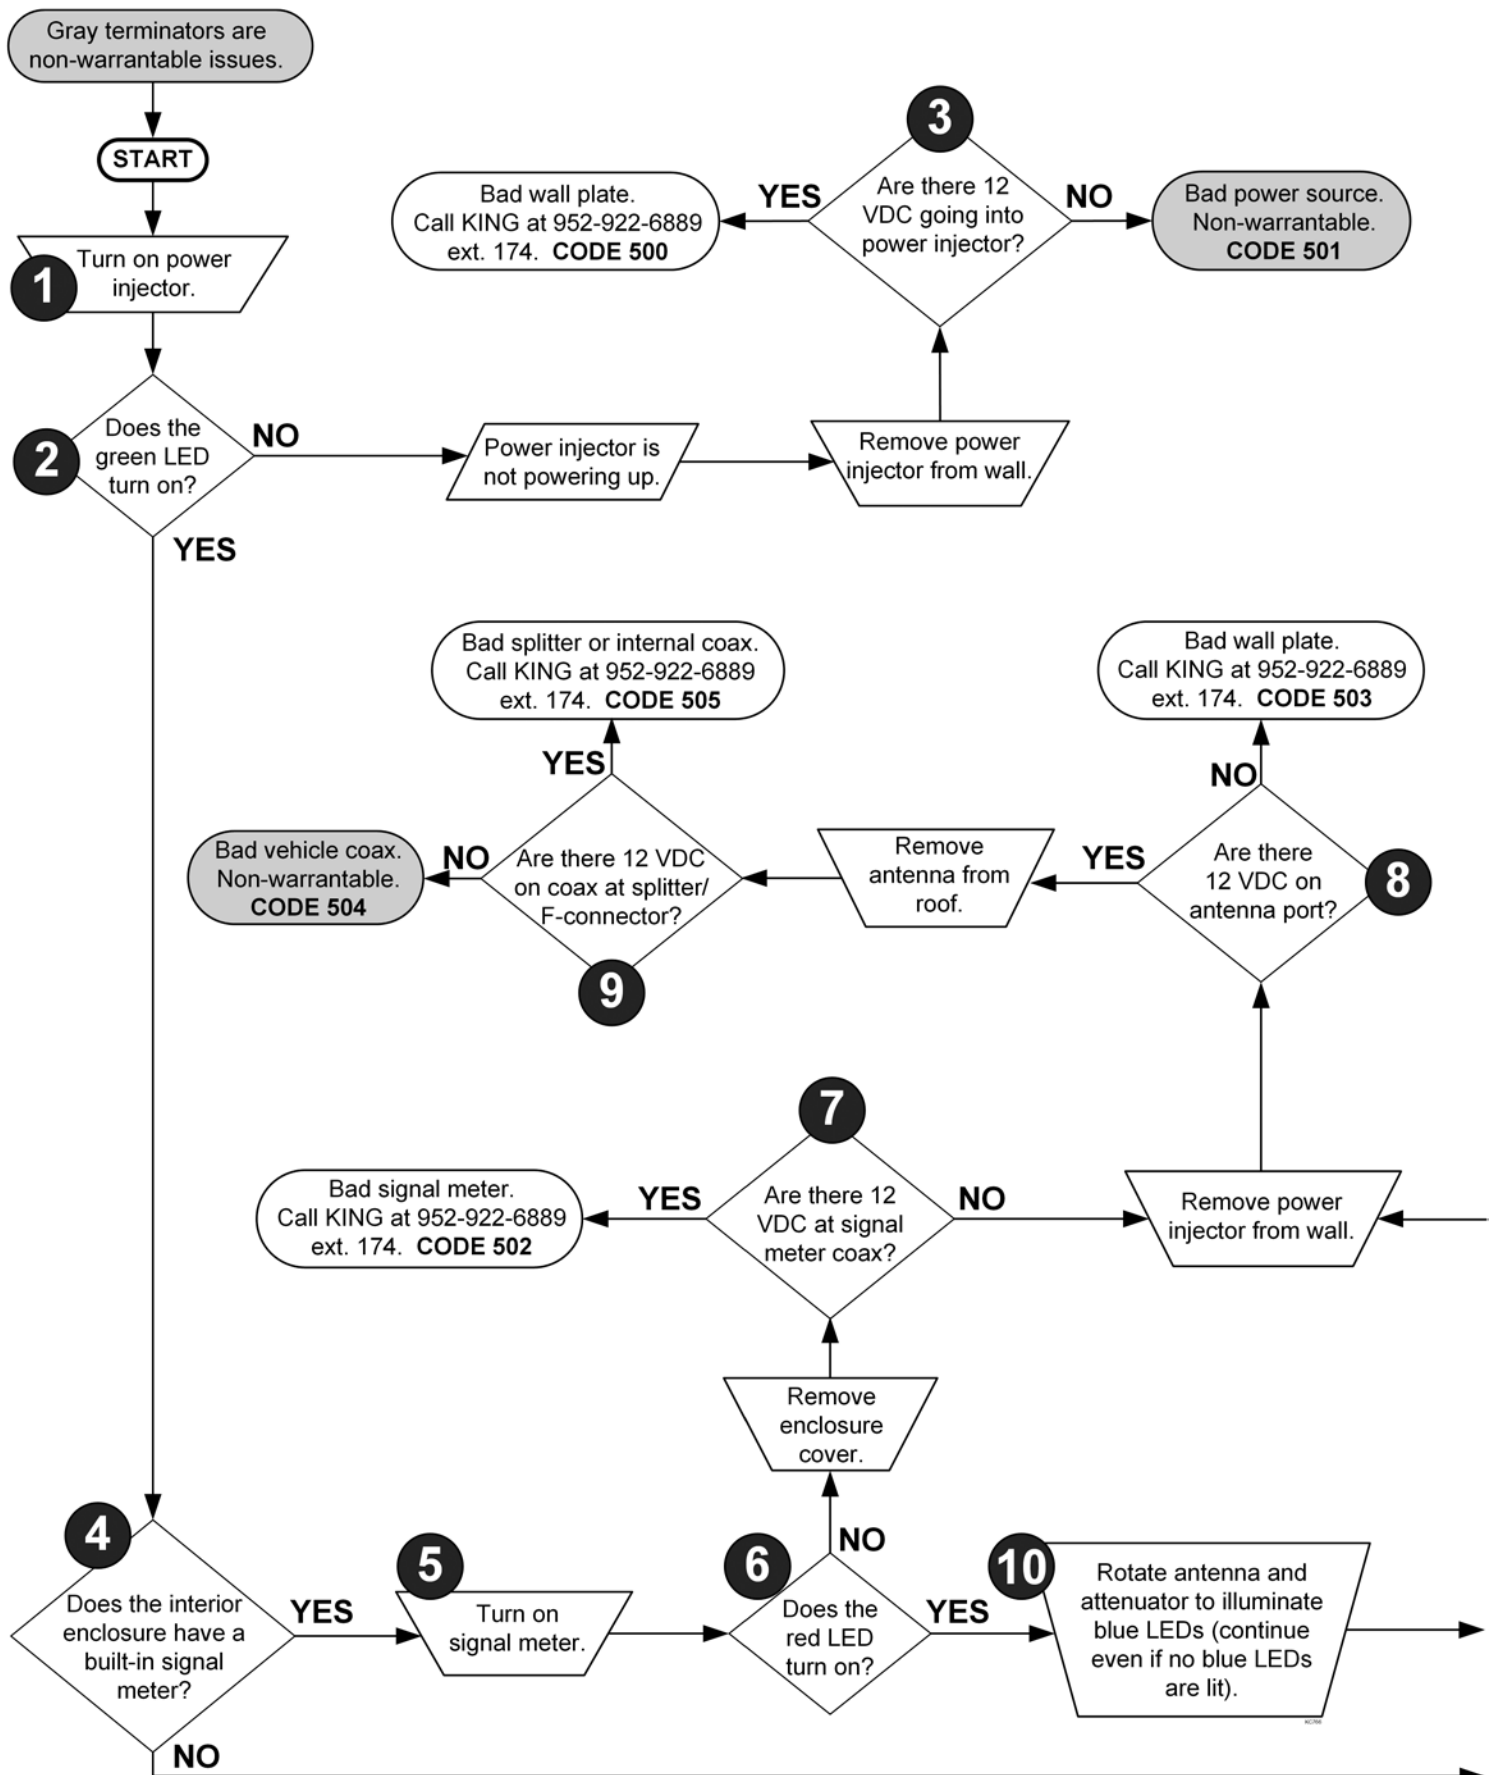 Gray terminators are
non-warrantable issues.
START
1
Turn on power
injector.
2
Does the
green LED
turn on?
NO
YES
Power injector is
not powering up.
Remove power
injector from wall.
3
Are there 12
VDC going into
power injector?
YES
NO
Bad wall plate.
Call KING at 952-922-6889
ext. 174. CODE 500
Bad power source.
Non-warrantable.
CODE 501
Bad splitter or internal coax.
Call KING at 952-922-6889
ext. 174. CODE 505
YES
Bad wall plate.
Call KING at 952-922-6889
ext. 174. CODE 503
NO
Bad vehicle coax.
Non-warrantable.
CODE 504
NO
Are there 12 VDC
on coax at splitter/
F-connector?
9
Remove
antenna from
roof.
YES
Are there
12 VDC on
antenna port?
8
7
Bad signal meter.
Call KING at 952-922-6889
ext. 174. CODE 502
YES
Are there 12
VDC at signal
meter coax?
NO
Remove power
injector from wall.
Remove
enclosure
cover.
NO
4
Does the interior
enclosure have a
built-in signal
meter?
YES
NO
5
Turn on
signal meter.
6
Does the
red LED
turn on?
YES
10
Rotate antenna and
attenuator to illuminate
blue LEDs (continue
even if no blue LEDs
are lit).